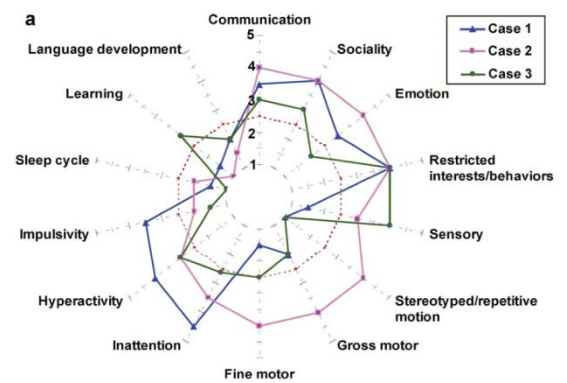 a
Communication
Sociality
Emotion
Restricted
interests/behaviors
Sensory
Stereotyped/repetitive
motion
Gross motor
Fine motor
Inattention
Hyperactivity
Impulsivity
Sleep cycle
Learning
Language development
5
4
3
2
1
Case 1
Case 2
Case 3